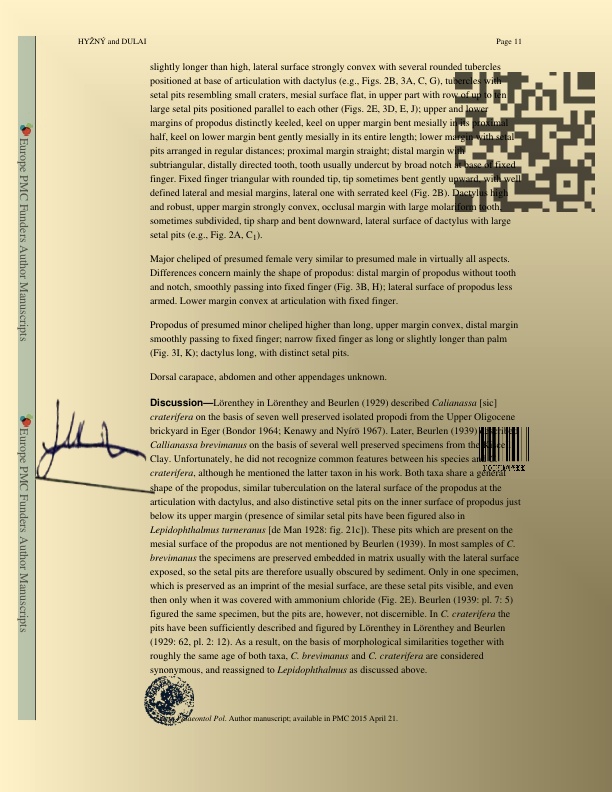 HYŽNÝ and DULAI
Page 11
slightly longer than high, lateral surface strongly convex with several rounded tubercles
positioned at base of articulation with dactylus (e.g., Figs. 2B, 3A, C, G), tubercles with
setal pits resembling small craters, mesial surface flat, in upper part with row of up to ten
large setal pits positioned parallel to each other (Figs. 2E, 3D, E, J); upper and lower
margins of propodus distinctly keeled, keel on upper margin bent mesially in its proximal
half, keel on lower margin bent gently mesially in its entire length; lower margin with setal
pits arranged in regular distances; proximal margin straight; distal margin with
subtriangular, distally directed tooth, tooth usually undercut by broad notch at base of fixed
finger. Fixed finger triangular with rounded tip, tip sometimes bent gently upward, with well
defined lateral and mesial margins, lateral one with serrated keel (Fig. 2B). Dactylus high
and robust, upper margin strongly convex, occlusal margin with large molariform tooth,
sometimes subdivided, tip sharp and bent downward, lateral surface of dactylus with large
setal pits (e.g., Fig. 2A, C1).
Major cheliped of presumed female very similar to presumed male in virtually all aspects.
Differences concern mainly the shape of propodus: distal margin of propodus without tooth
and notch, smoothly passing into fixed finger (Fig. 3B, H); lateral surface of propodus less
armed. Lower margin convex at articulation with fixed finger.
Propodus of presumed minor cheliped higher than long, upper margin convex, distal margin
smoothly passing to fixed finger; narrow fixed finger as long or slightly longer than palm
(Fig. 3I, K); dactylus long, with distinct setal pits.
Dorsal carapace, abdomen and other appendages unknown.
Discussion—Lörenthey in Lörenthey and Beurlen (1929) described Calianassa [sic]
craterifera on the basis of seven well preserved isolated propodi from the Upper Oligocene
brickyard in Eger (Bondor 1964; Kenawy and Nyírö 1967). Later, Beurlen (1939)
Callianassa brevimanus on the basis of several well preserved specimens from the
Clay. Unfortunately, he did not recognize common features between his species
craterifera, although he mentioned the latter taxon in his work. Both taxa share a general
shape of the propodus, similar tuberculation on the lateral surface of the propodus at the
articulation with dactylus, and also distinctive setal pits on the inner surface of propodus just
below its upper margin (presence of similar setal pits have been figured also in
Lepidophthalmus turneranus [de Man 1928: fig. 21c]). These pits which are present on the
mesial surface of the propodus are not mentioned by Beurlen (1939). In most samples of C.
brevimanus the specimens are preserved embedded in matrix usually with the lateral surface
exposed, so the setal pits are therefore usually obscured by sediment. Only in one specimen,
which is preserved as an imprint of the mesial surface, are these setal pits visible, and even
then only when it was covered with ammonium chloride (Fig. 2E). Beurlen (1939: pl. 7: 5)
figured the same specimen, but the pits are, however, not discernible. In C. craterifera the
pits have been sufficiently described and figured by Lörenthey in Lörenthey and Beurlen
(1929: 62, pl. 2: 12). As a result, on the basis of morphological similarities together with
roughly the same age of both taxa, C. brevimanus and C. craterifera are considered
synonymous, and reassigned to Lepidophthalmus as discussed above.
Palaeontol Pol. Author manuscript; available in PMC 2015 April 21.
Europe PMC Funders Author Manuscripts
Europe PMC Funders Author Manuscripts